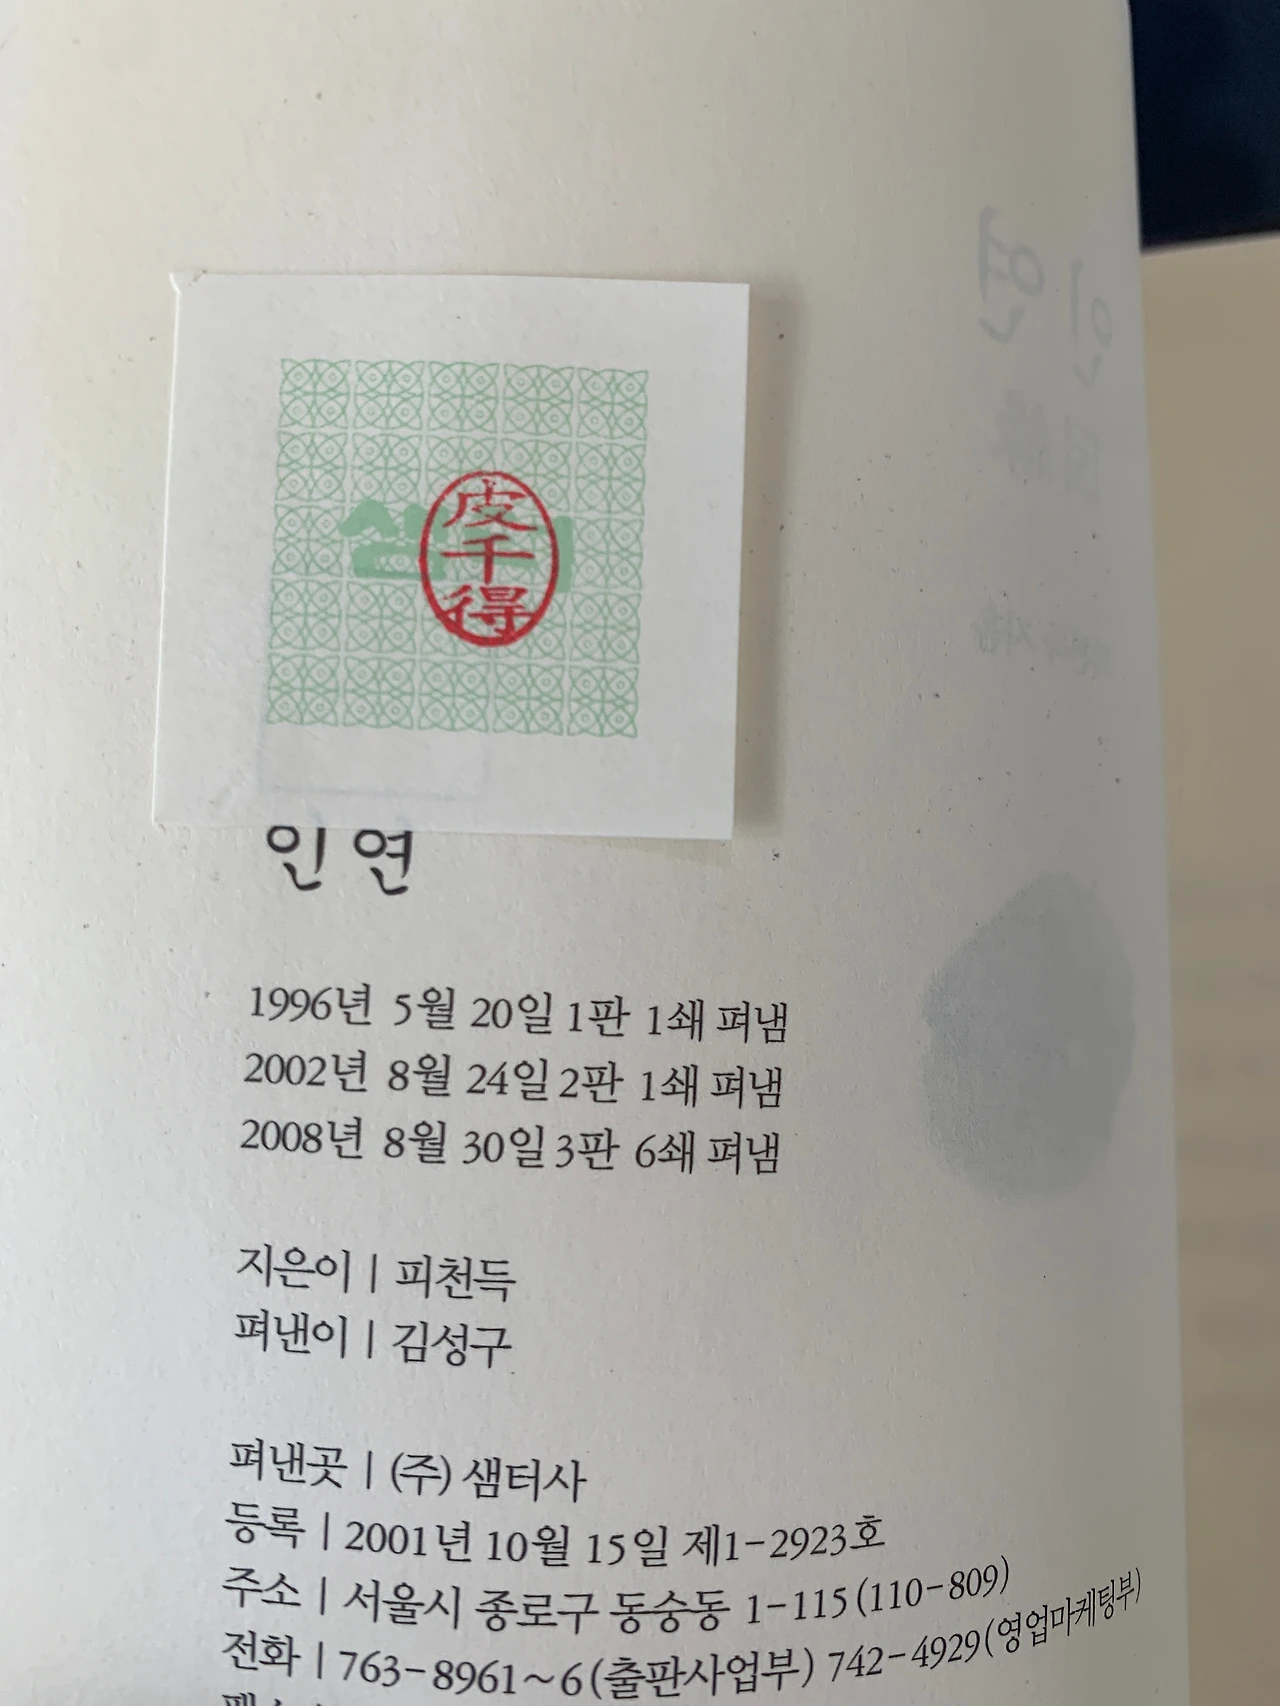 皮
千
得
인연
1996년 5월 20일 1판 1쇄 펴냄
2002년 8월 24일 2판 1쇄 펴냄
2008년 8월 30일 3판 6쇄 펴냄
지은이 | 피천득
펴낸이 | 김성구
펴낸곳 | (주) 샘터사
등록 | 2001년 10월 15일 제1-2923호
주소 | 서울시 종로구 동숭동 1-115(110-809)
전화 | 763-8961~6(출판사업부) 742-4929(영업마케팅부)